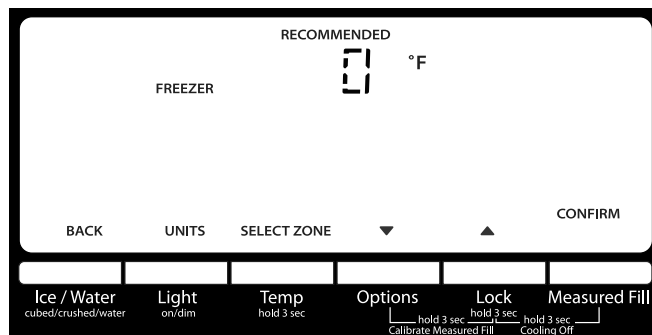 RECOMMENDED
0 °F
FREEZER
CONFIRM
BACK UNITS SELECT ZONE ▼ ▲
Ice / Water Light Temp Options Lock Measured Fill
cubed/crushed/water on/dim hold 3 sec hold 3 sec
hold 3 sec hold 3 sec
Calibrate Measured Fill Cooling Off